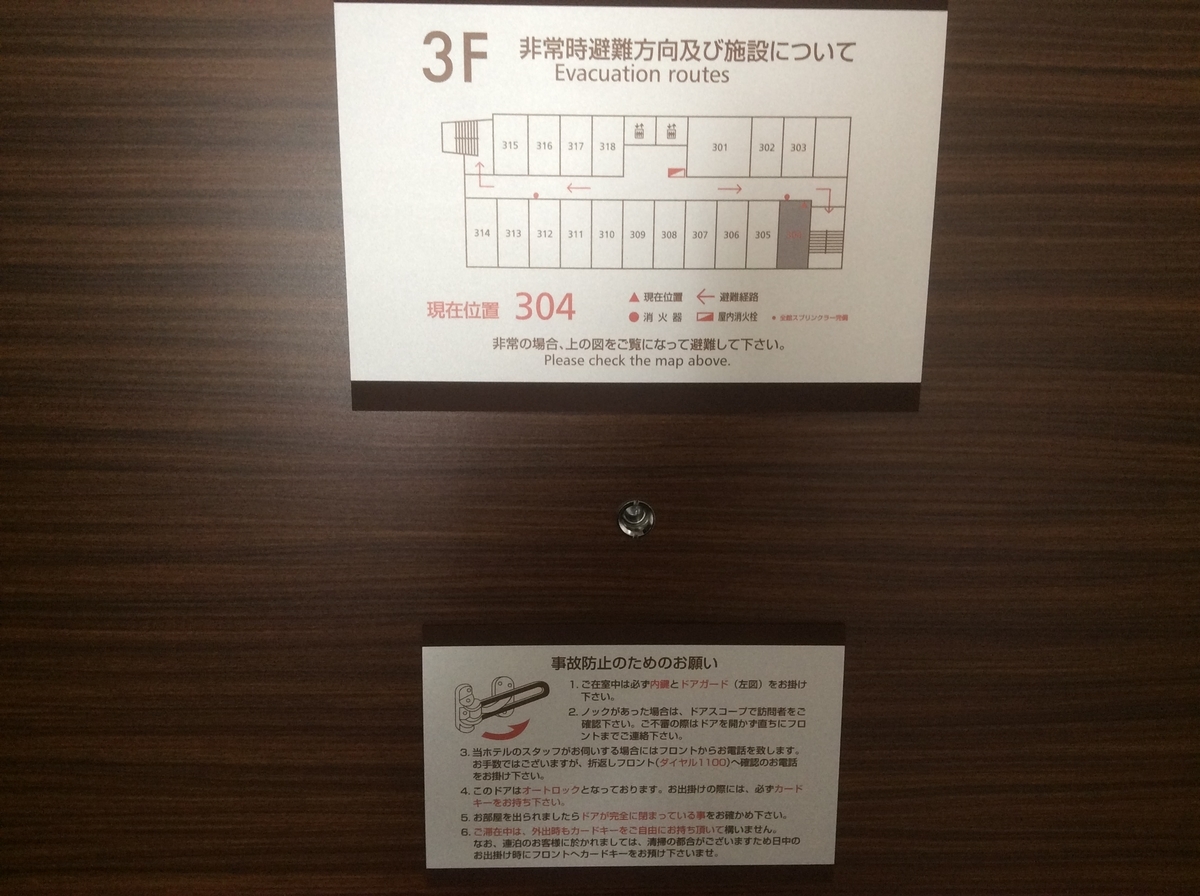 3F
非常時避難方向及び施設について
Evacuation routes
315 316 317 318 301 302 303
314 313 312 311 310 309 308 307 306 305 304
現在位置 304
▲ 現在位置 ← 避難経路
● 消火器 屋内消火栓 ● 全館スプリンクラー完備
非常の場合、上の図をご覧になって避難して下さい。
Please check the map above.
事故防止のためのお願い
1. ご在室中は必ず内鍵とドアガード（左図）をお掛け
下さい。
2. ノックがあった場合は、ドアスコープで訪問者をご
確認下さい。ご不審の際はドアを開かず直ちにフロ
ントまでご連絡下さい。
3. 当ホテルのスタッフがお伺いする場合にはフロントからお電話を致します。
お手数ではございますが、折返しフロント(ダイヤル1100)へ確認のお電話
をお掛け下さい。
4. このドアはオートロックとなっております。お出掛けの際には、必ずカード
キーをお持ち下さい。
5. お部屋を出られましたらドアが完全に閉まっている事をお確かめ下さい。
6. ご滞在中は、外出時もカードキーをご自由にお持ち頂いて構いません。
なお、連泊のお客様に於かれましては、清掃の都合がございますため日中の
お出掛け時にフロントへカードキーをお預け下さいませ。